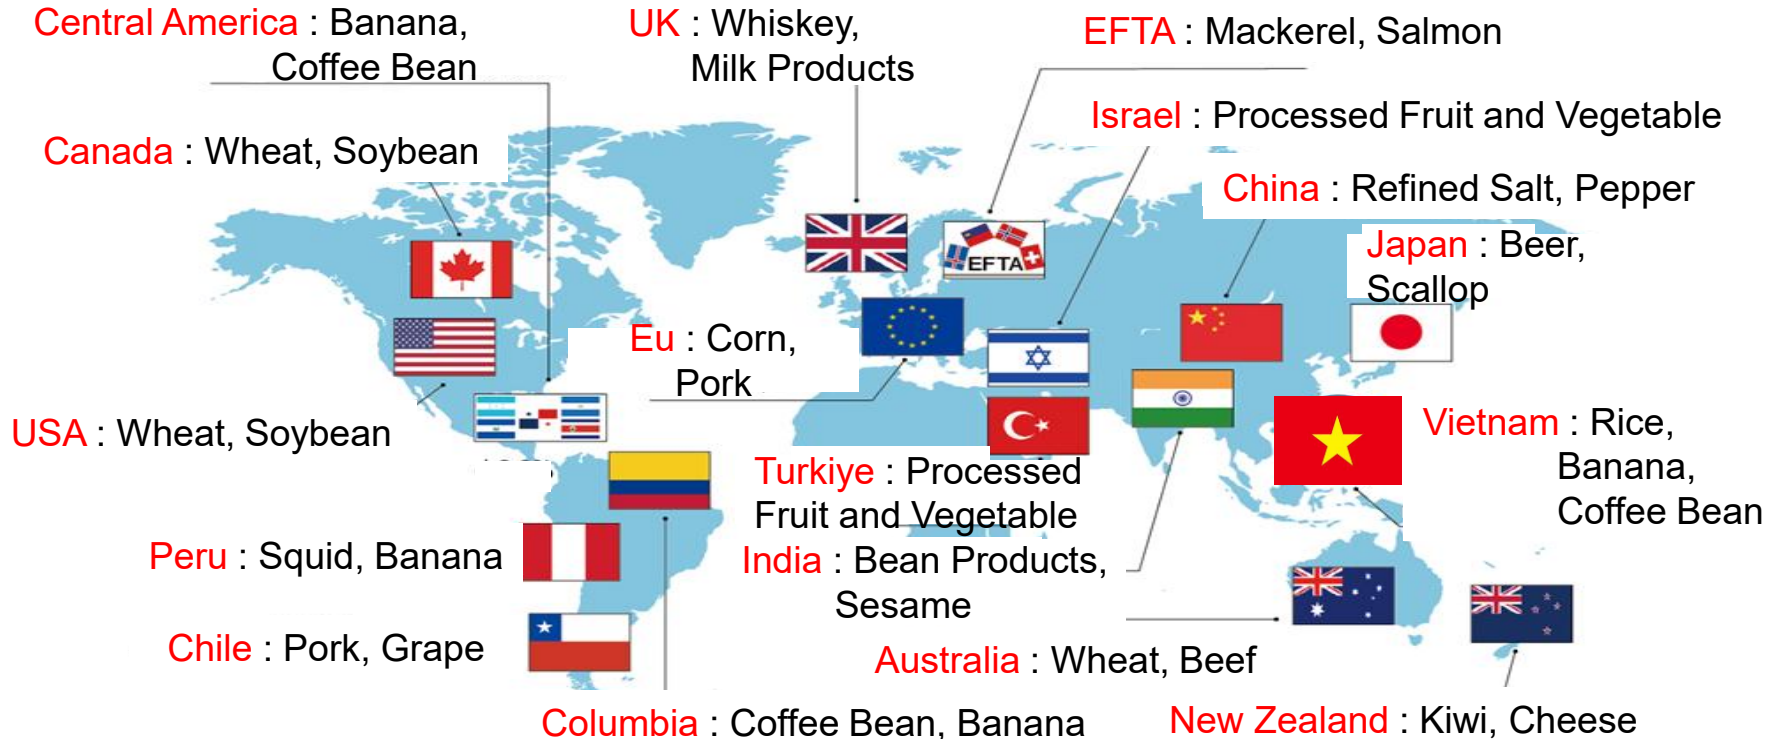 Central America : Banana,
Coffee Bean
UK : Whiskey,
Milk Products
EFTA : Mackerel, Salmon
Israel : Processed Fruit and Vegetable
Canada : Wheat, Soybean
China : Refined Salt, Pepper
Japan : Beer,
Scallop
EFTA
Eu : Corn,
Pork
USA : Wheat, Soybean
Vietnam : Rice,
Banana,
Coffee Bean
Turkiye : Processed
Fruit and Vegetable
Peru : Squid, Banana
India : Bean Products,
Sesame
Chile : Pork, Grape
Australia : Wheat, Beef
Columbia : Coffee Bean, Banana
New Zealand : Kiwi, Cheese